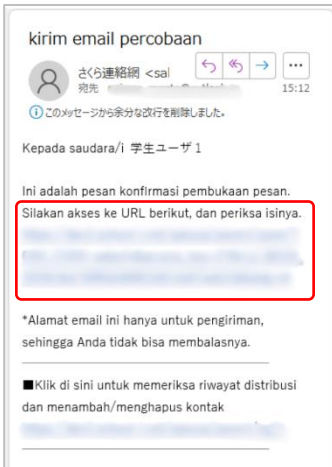 kirim email percobaan
さくら連絡網 <sal
宛先
15:12
このメッセージから余分な改行を削除しました。
Kepada saudara/i 学生ユーザ 1
Ini adalah pesan konfirmasi pembukaan pesan.
Silakan akses ke URL berikut, dan periksa isinya.
*Alamat email ini hanya untuk pengiriman,
sehingga Anda tidak bisa membalasnya.
■Klik di sini untuk memeriksa riwayat distribusi
dan menambah/menghapus kontak